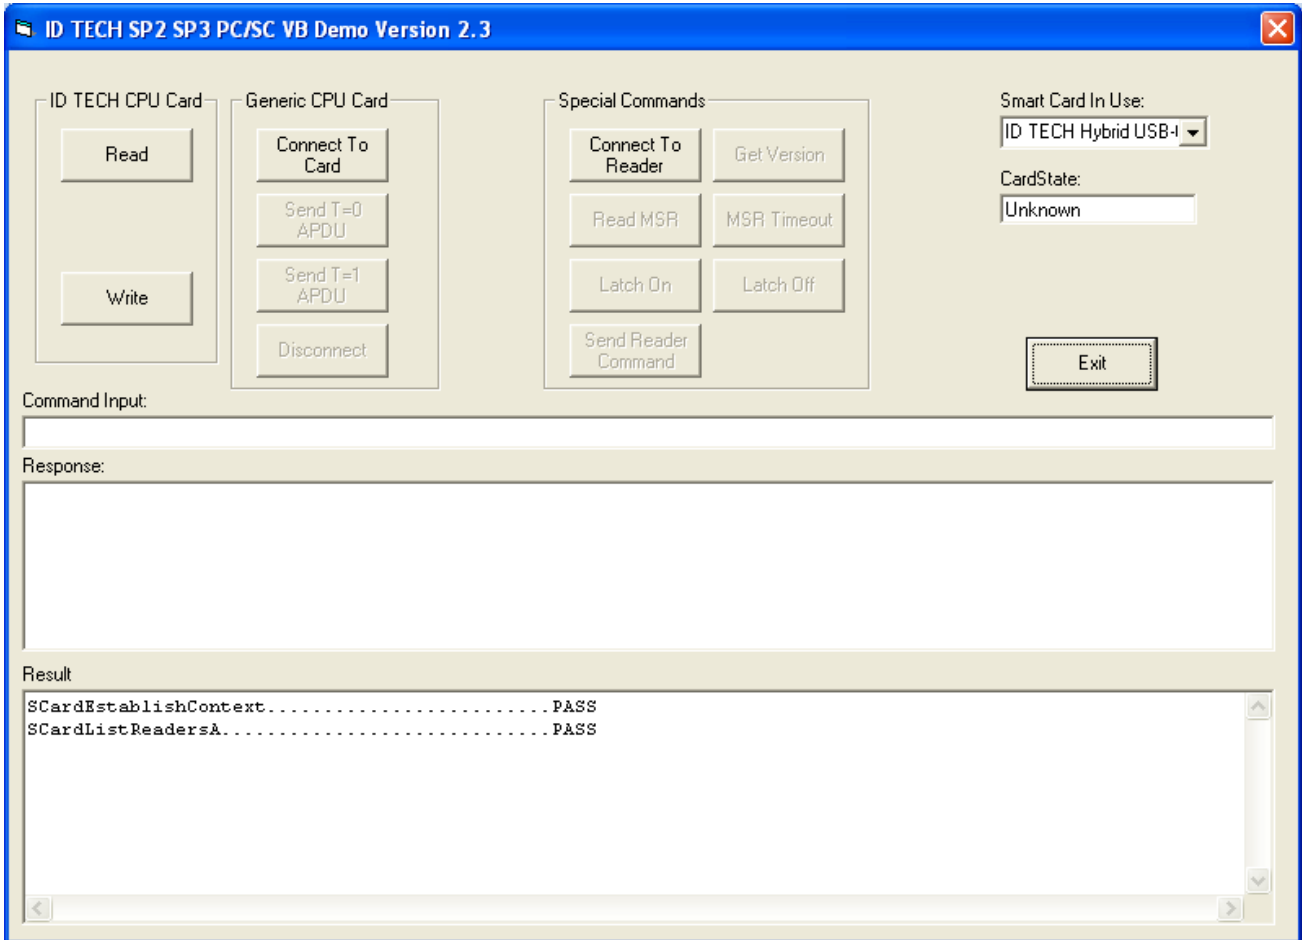 ID TECH SP2 SP3 PC/SC VB Demo Version 2.3
ID TECH CPU Card
Read
Write
Generic CPU Card
Connect To
Card
Send T=0
APDU
Send T=1
APDU
Disconnect
Special Commands
Connect To
Reader
Get Version
Read MSR
MSR Timeout
Latch On
Latch Off
Send Reader
Command
Smart Card In Use:
ID TECH Hybrid USB-
CardState:
Unknown
Exit
Command Input:
Response:
Result
SCardEstablishContext.........................PASS
SCardListReadersA.............................PASS